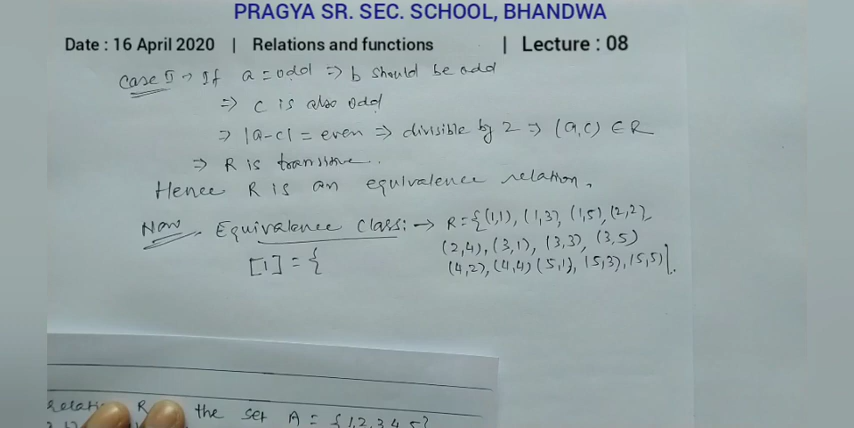 PRAGYA SR. SEC. SCHOOL, BHANDWA
Date : 16 April 2020 | Relations and functions | Lecture : 08
Case I → If a = odd ⇒ b should be odd
⇒ c is also odd
⇒ |a-c| = even ⇒ divisible by 2 ⇒ (a,c) ∈ R
⇒ R is transitive..
Hence R is an equivalence relation.
Now, Equivalence Class: → R={(1,1), (1,3), (1,5), (2,2),
(2,4), (3,1), (3,3), (3,5)
[1] = {
(4,2), (4,4) (5,1), (5,3), (5,5)}.
R the set A = {1,2,3,4,5}